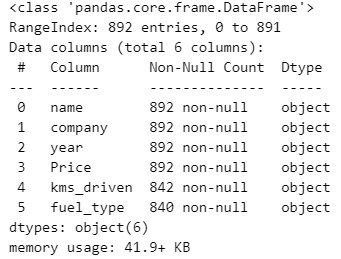 <class 'pandas.core.frame.DataFrame'>
RangeIndex: 892 entries, 0 to 891
Data columns (total 6 columns):
 #   Column      Non-Null Count  Dtype
---  ------      --------------  -----
 0   name        892 non-null    object
 1   company     892 non-null    object
 2   year        892 non-null    object
 3   Price       892 non-null    object
 4   kms_driven  842 non-null    object
 5   fuel_type   840 non-null    object
dtypes: object(6)
memory usage: 41.9+ KB